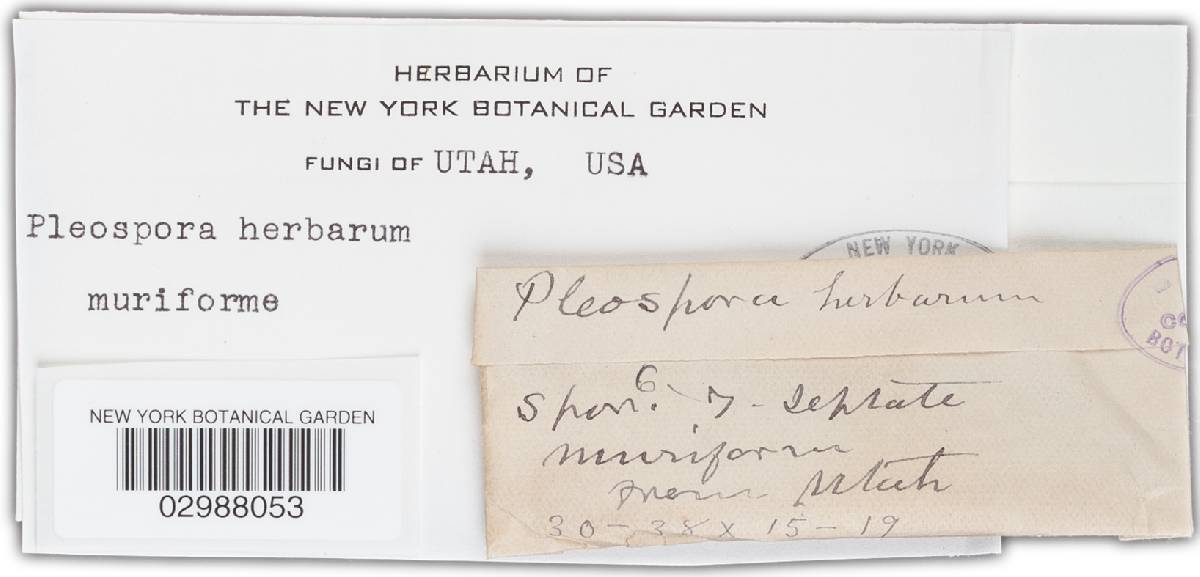 HERBARIUM OF
THE NEW YORK BOTANICAL GARDEN
FUNGI OF UTAH, USA
Pleospora herbarum
muriforme
NEW YORK
Pleospora herbarum
6
7 - septate
muriform
from Utah
30-38 x 15-19
BOT
NEW YORK BOTANICAL GARDEN
02988053